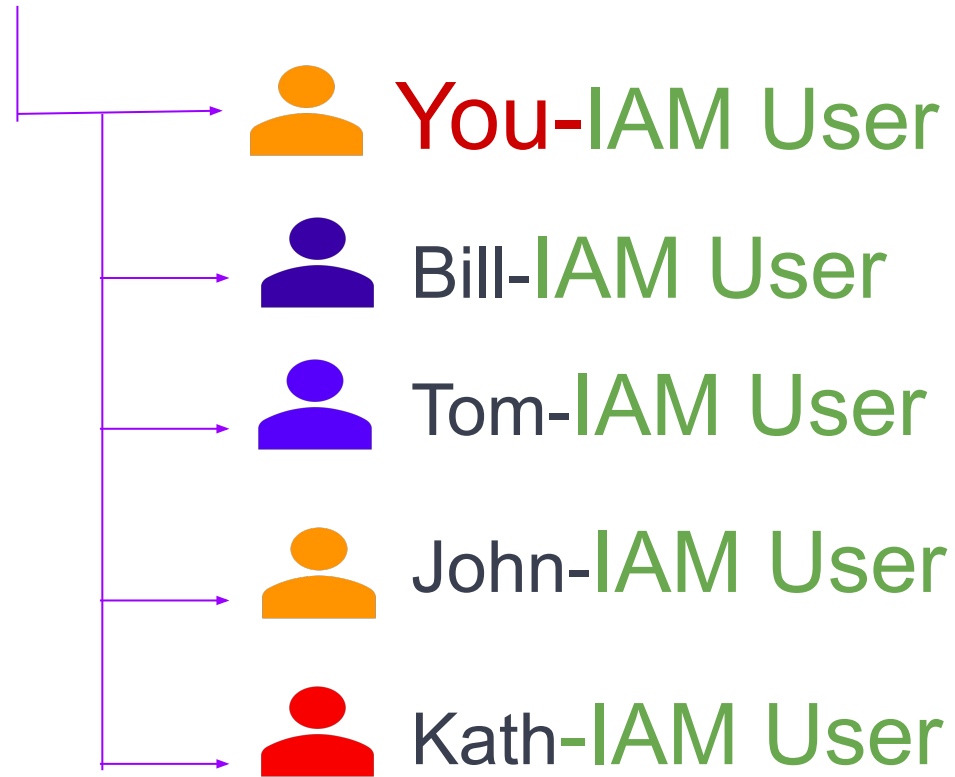 You-IAM User
Bill-IAM User
Tom-IAM User
John-IAM User
Kath-IAM User